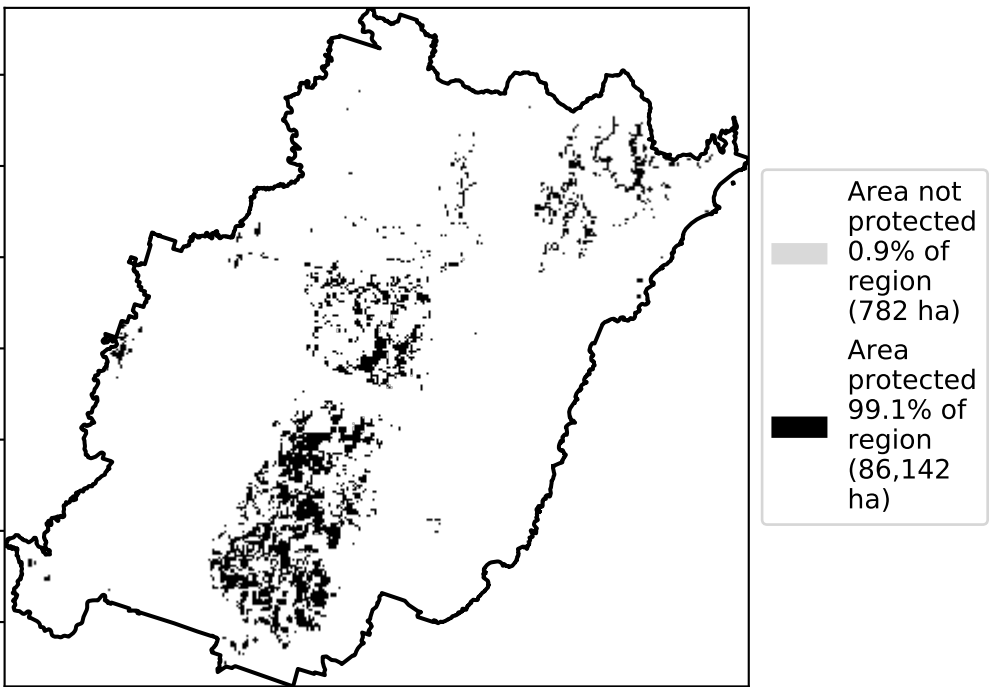 Area not
protected
0.9% of
region
(782 ha)
Area
protected
99.1% of
region
(86,142
ha)